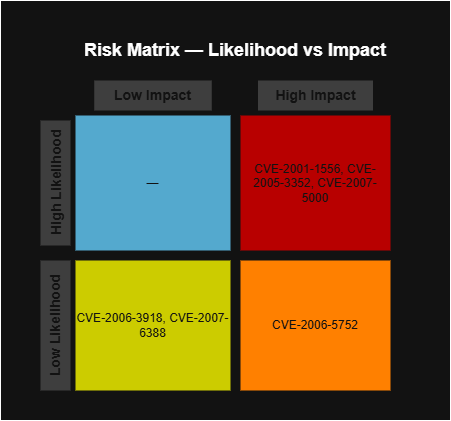 Risk Matrix — Likelihood vs Impact
Low Impact
High Impact
High Likelihood
—
CVE-2001-1556, CVE-
2005-3352, CVE-2007-
5000
Low Likelihood
CVE-2006-3918, CVE-2007-
6388
CVE-2006-5752